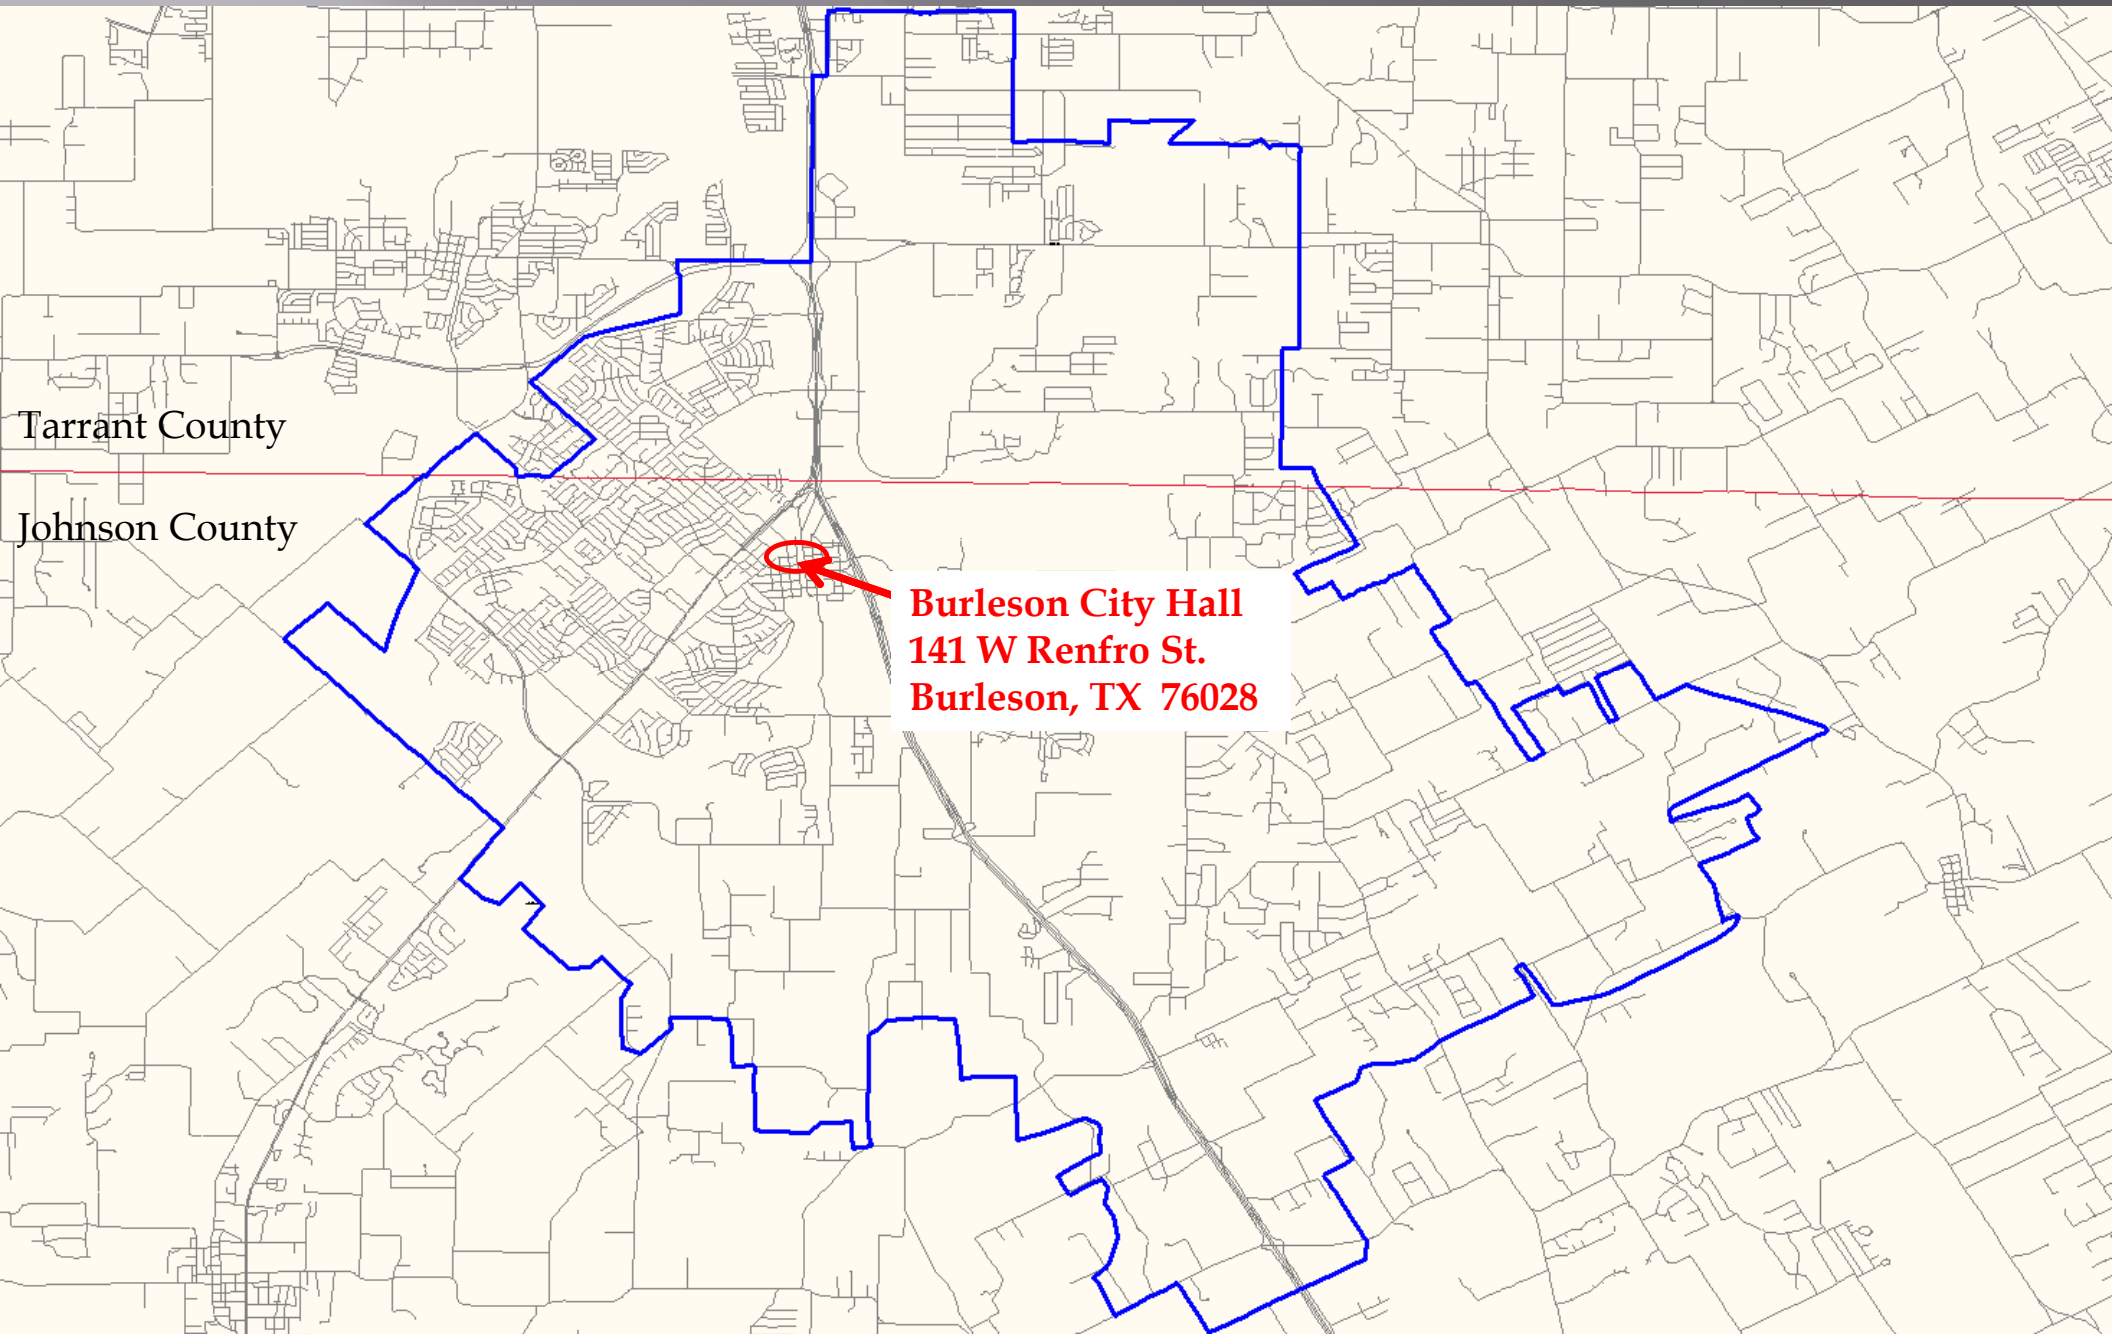 Tarrant County
Johnson County
Burleson City Hall
141 W Renfro St.
Burleson, TX  76028